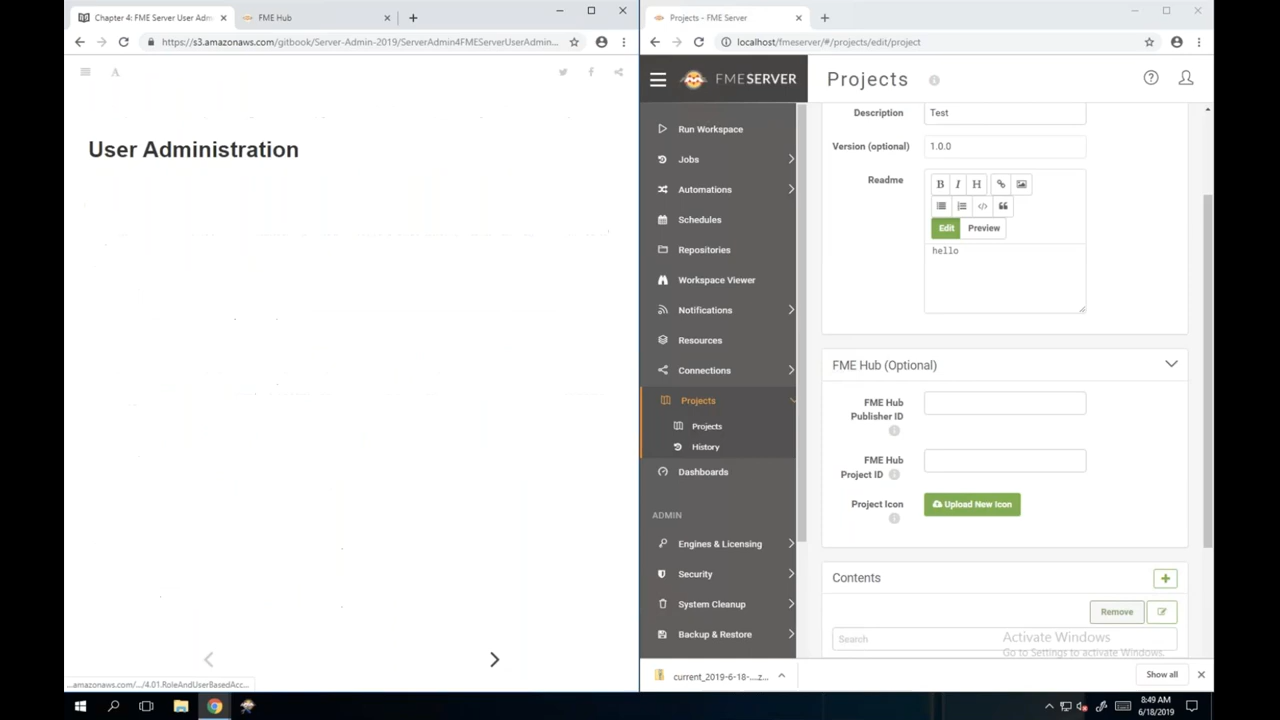 Chapter 4: FME Server User Adm
FME Hub
https://s3.amazonaws.com/gitbook/Server-Admin-2019/ServerAdmin4FMEServerUserAdmin...
A
User Administration
...amazonaws.com/.../4.01.RoleAndUserBasedAcc...
Projects - FME Server
localhost/fmeserver/#/projects/edit/project
FMESERVER
Projects
Run Workspace
Jobs
Automations
Schedules
Repositories
Workspace Viewer
Notifications
Resources
Connections
Projects
Projects
History
Dashboards
ADMIN
Engines & Licensing
Security
System Cleanup
Backup & Restore
Description
Test
Version (optional)
1.0.0
Readme
B I H
Edit Preview
hello
FME Hub (Optional)
FME Hub
Publisher ID
FME Hub
Project ID
Project Icon
Upload New Icon
Contents
Remove
Search
Activate Windows
Go to Settings to activate Windows.
current_2019-6-18-....z...
Show all
8:49 AM
6/18/2019